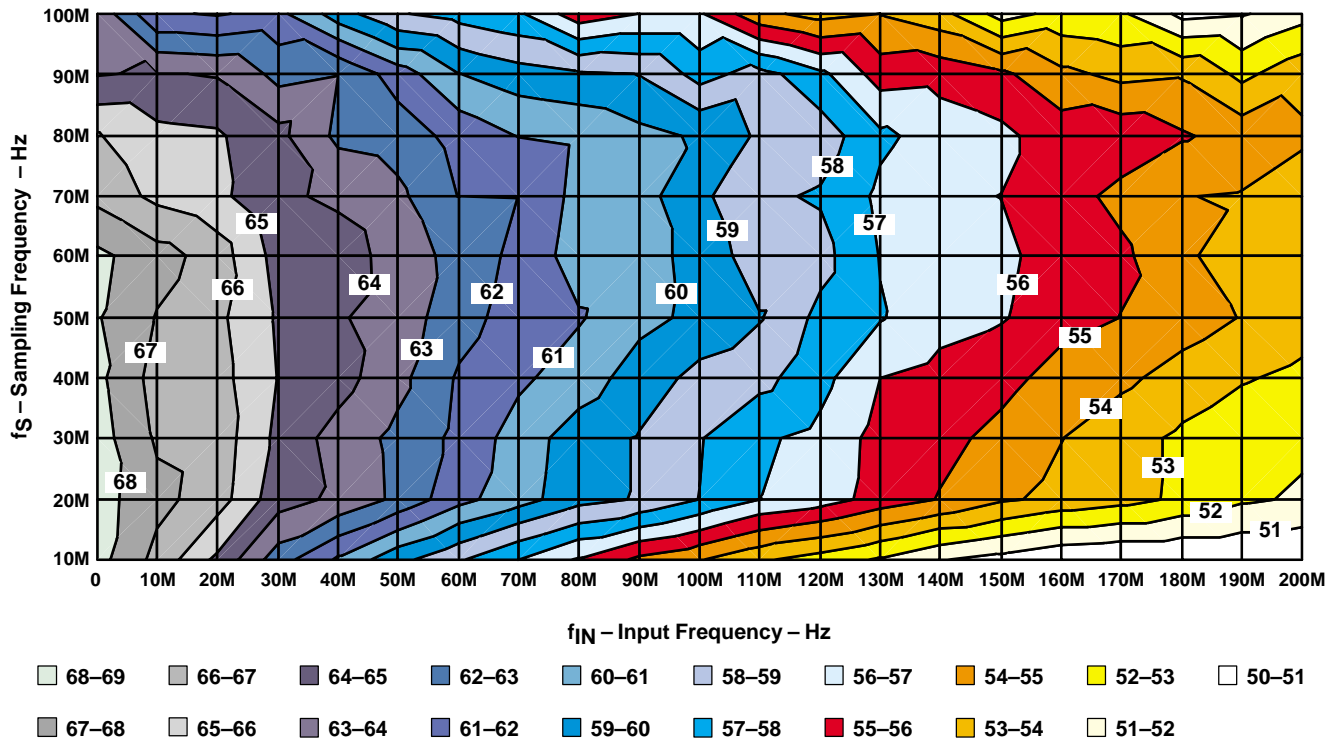 100M
90M
80M
70M
60M
50M
40M
30M
20M
10M
fS – Sampling Frequency – Hz
65
66
67
68
64
63
62
61
60
59
58
57
56
55
54
53
52
51
0 10M 20M 30M 40M 50M 60M 70M 80M 90M 100M 110M 120M 130M 140M 150M 160M 170M 180M 190M 200M
fIN – Input Frequency – Hz
68–69 66–67 64–65 62–63 60–61 58–59 56–57 54–55 52–53 50–51
67–68 65–66 63–64 61–62 59–60 57–58 55–56 53–54 51–52